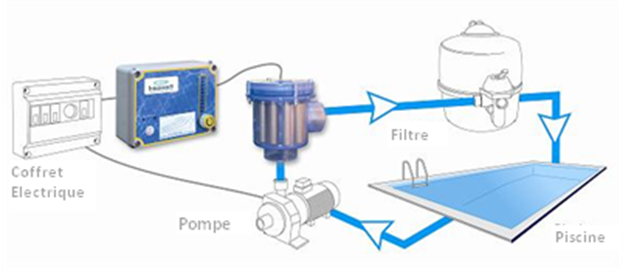 Filtre
Coffret
Electrique
Pompe
Piscine